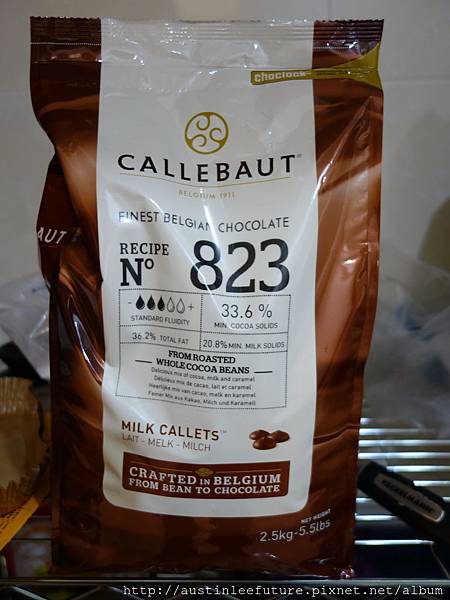 choclock
CALLEBAUT
BELGIUM 1911
FINEST BELGIAN CHOCOLATE
RECIPE
Nº 823
- +
STANDARD FLUIDITY
33.6 %
MIN. COCOA SOLIDS
36.2% TOTAL FAT
20.8% MIN. MILK SOLIDS
FROM ROASTED
WHOLE COCOA BEANS
Delicious mix of cocoa, milk and caramel
Délicieux mix de cacao, lait et caramel
Heerlijke mix van cacao, melk en karamel
Feiner Mix aus Kakao, Milch und Karamell
MILK CALLETS™
LAIT - MELK - MILCH
CRAFTED IN BELGIUM
FROM BEAN TO CHOCOLATE
NET WEIGHT
2.5kg-5.5lbs
AUT
http://austinleefuture.pixnet.net/album